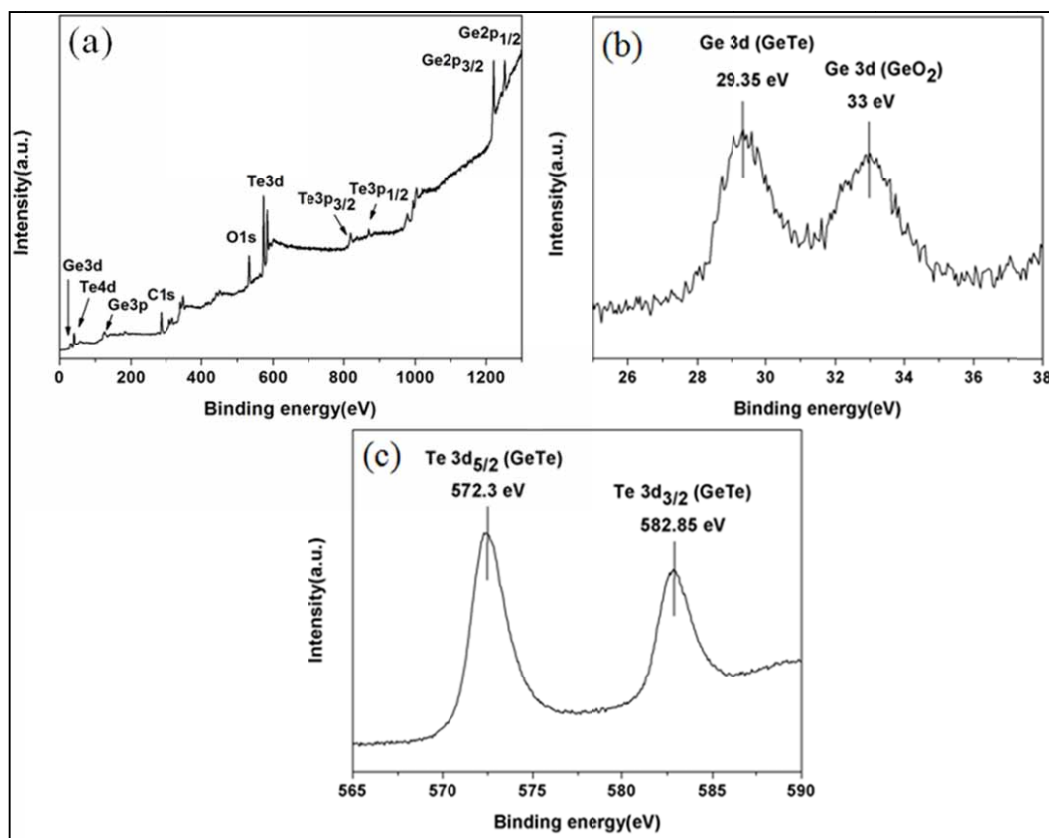 (a)
Ge2p1/2
Ge2p3/2
Te3d
Te3p1/2
Te3p3/2
O1s
Ge3d
Te4d
Ge3p
C1s
Intensity(a.u.)
0 200 400 600 800 1000 1200
Binding energy(eV)
(b)
Ge 3d (GeTe)
29.35 eV
Ge 3d (GeO2)
33 eV
Intensity(a.u.)
26 28 30 32 34 36 38
Binding energy(eV)
(c)
Te 3d5/2 (GeTe)
572.3 eV
Te 3d3/2 (GeTe)
582.85 eV
Intensity(a.u.)
565 570 575 580 585 590
Binding energy(eV)